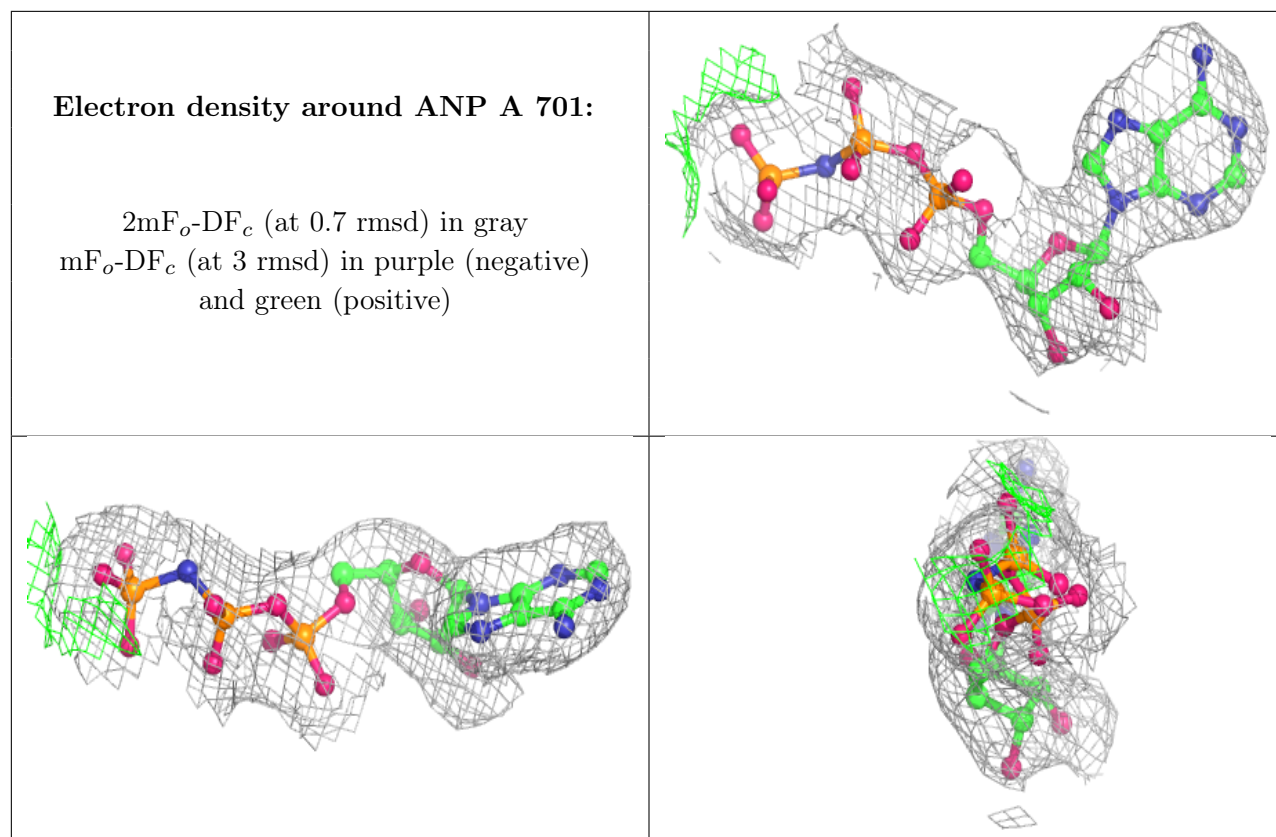 Electron density around ANP A 701:
2mFₒ-DF𝒸 (at 0.7 rmsd) in gray
mFₒ-DF𝒸 (at 3 rmsd) in purple (negative)
and green (positive)